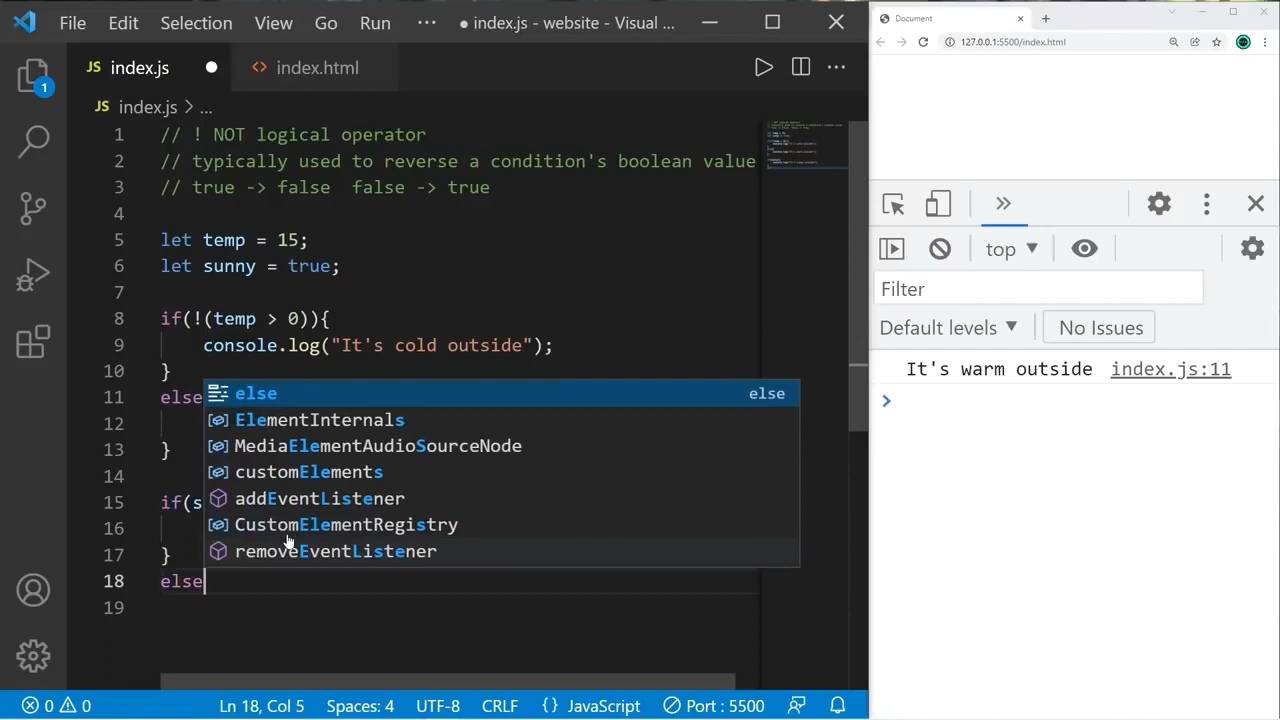 File Edit Selection View Go Run ··· ● index.js - website - Visual ...
JS index.js ● <> index.html
JS index.js > ...
1 // ! NOT logical operator
2 // typically used to reverse a condition's boolean value
3 // true -> false  false -> true
4
5 let temp = 15;
6 let sunny = true;
7
8 if(!(temp > 0)){
9 console.log("It's cold outside");
10 }
11 else
12
13 }
14
15 if(s
16
17 }
18 else
19
else else
ElementInternals
MediaElementAudioSourceNode
customElements
addEventListener
CustomElementRegistry
removeEventListener
1
0 0 Ln 18, Col 5 Spaces: 4 UTF-8 CRLF {} JavaScript Port : 5500
Document
127.0.0.1:5500/index.html
top
Filter
Default levels No Issues
It's warm outside index.js:11